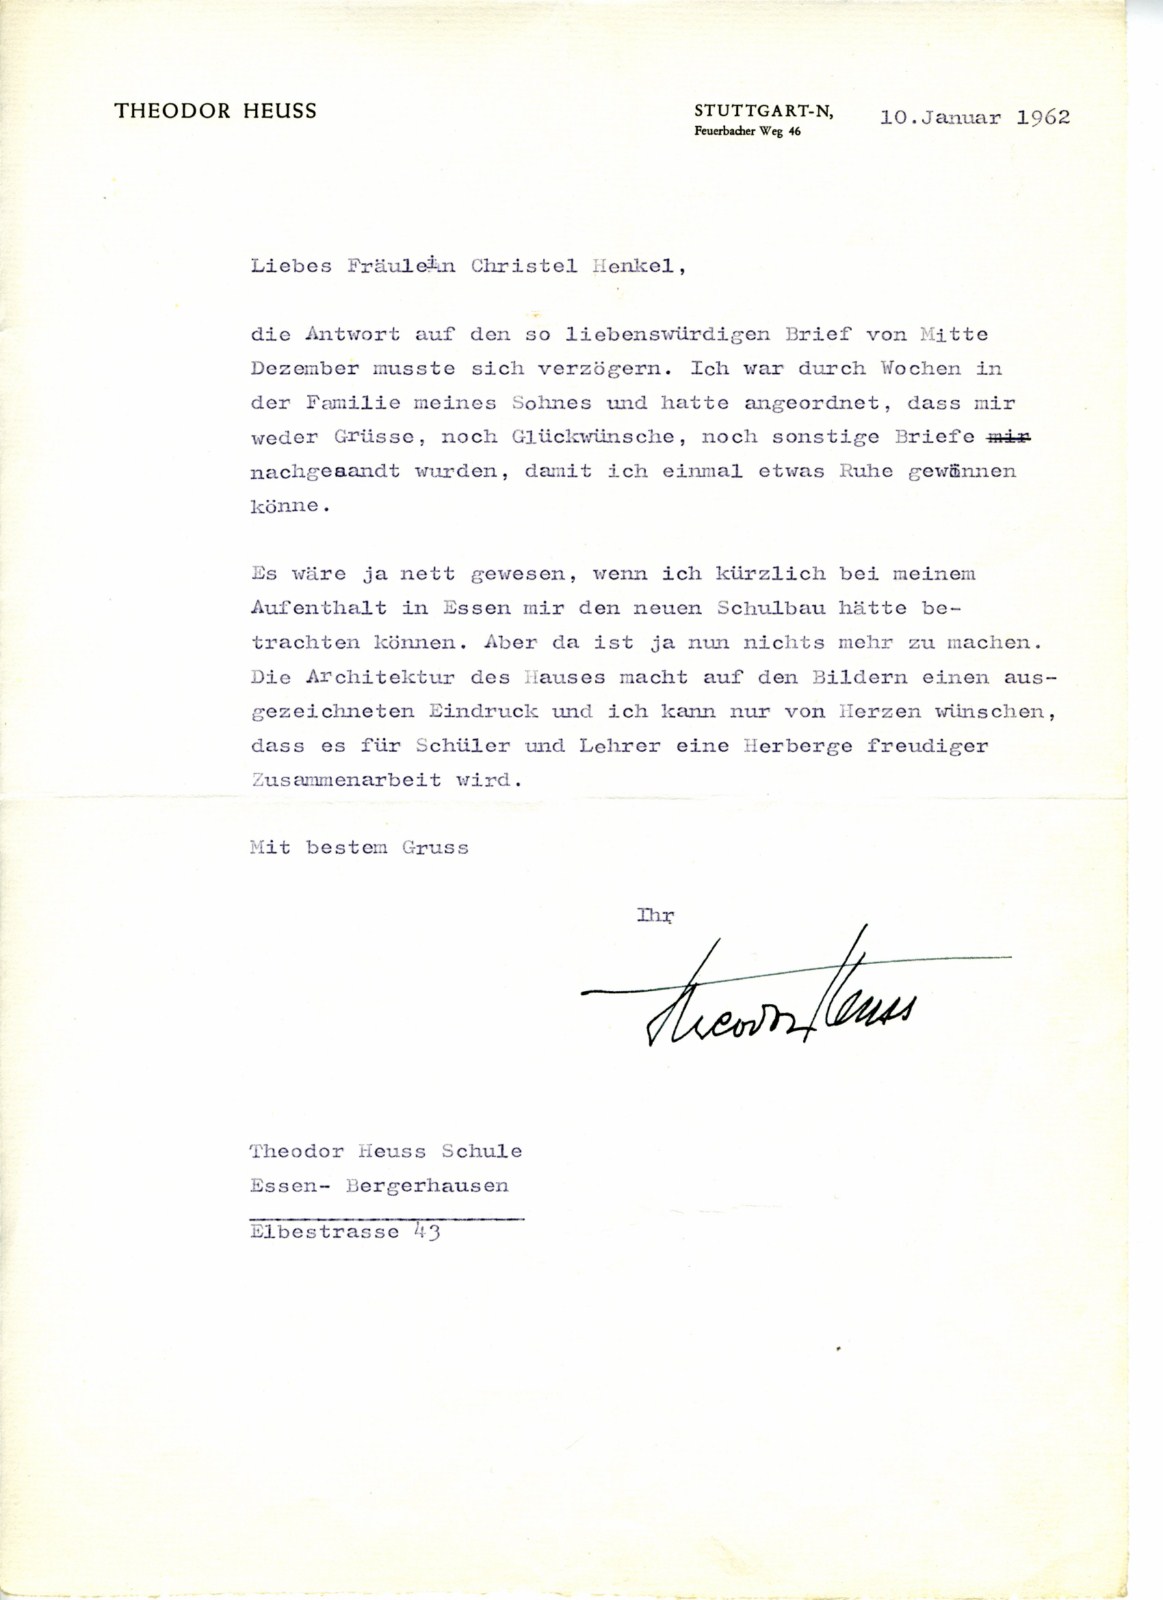 THEODOR HEUSS
STUTTGART-N,
Feuerbacher Weg 46
10.Januar 1962
Liebes Fräulein Christel Henkel,
die Antwort auf den so liebenswürdigen Brief von Mitte
Dezember musste sich verzögern. Ich war durch Wochen in
der Familie meines Sohnes und hatte angeordnet, dass mir
weder Grüsse, noch Glückwünsche, noch sonstige Briefe mir
nachgesandt wurden, damit ich einmal etwas Ruhe gewinnen
könne.
Es wäre ja nett gewesen, wenn ich kürzlich bei meinem
Aufenthalt in Essen mir den neuen Schulbau hätte be-
trachten können. Aber da ist ja nun nichts mehr zu machen.
Die Architektur des Hauses macht auf den Bildern einen aus-
gezeichneten Eindruck und ich kann nur von Herzen wünschen,
dass es für Schüler und Lehrer eine Herberge freudiger
Zusammenarbeit wird.
Mit bestem Gruss
Ihr
Theodor Heuss
Theodor Heuss Schule
Essen- Bergerhausen
Elbestrasse 43